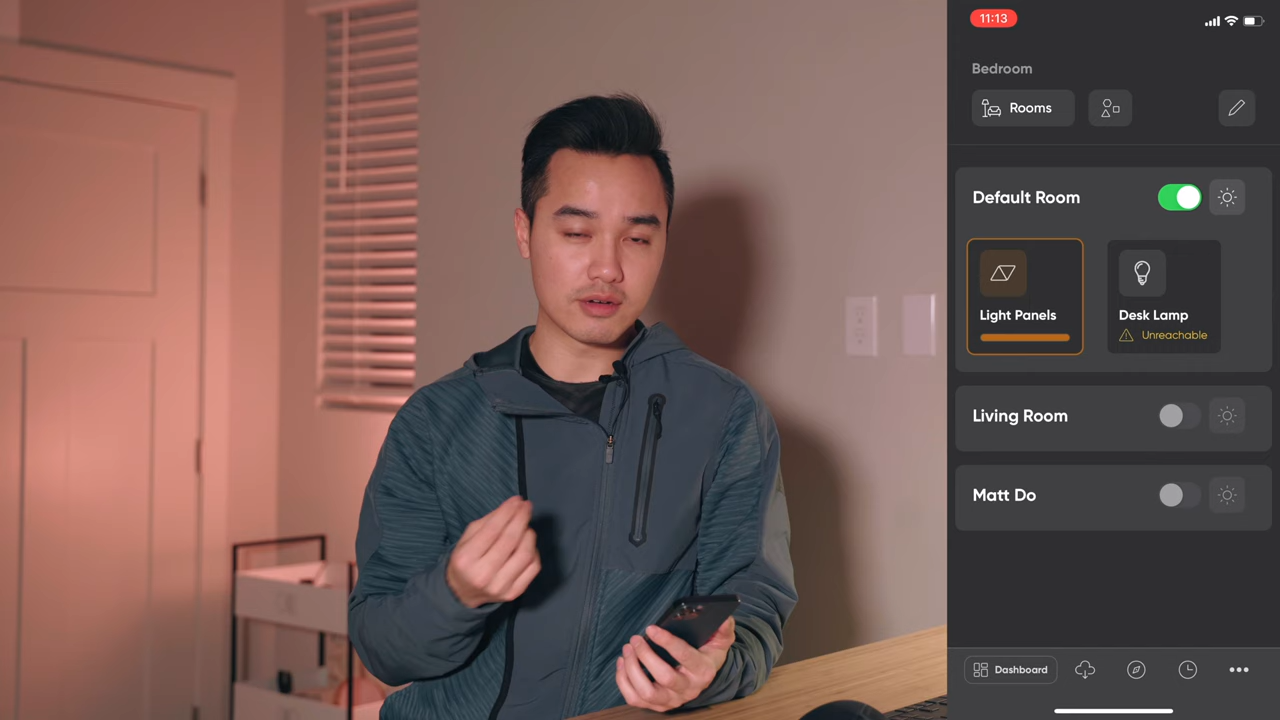 11:13
Bedroom
Rooms
Default Room
Light Panels
Desk Lamp
Unreachable
Living Room
Matt Do
Dashboard